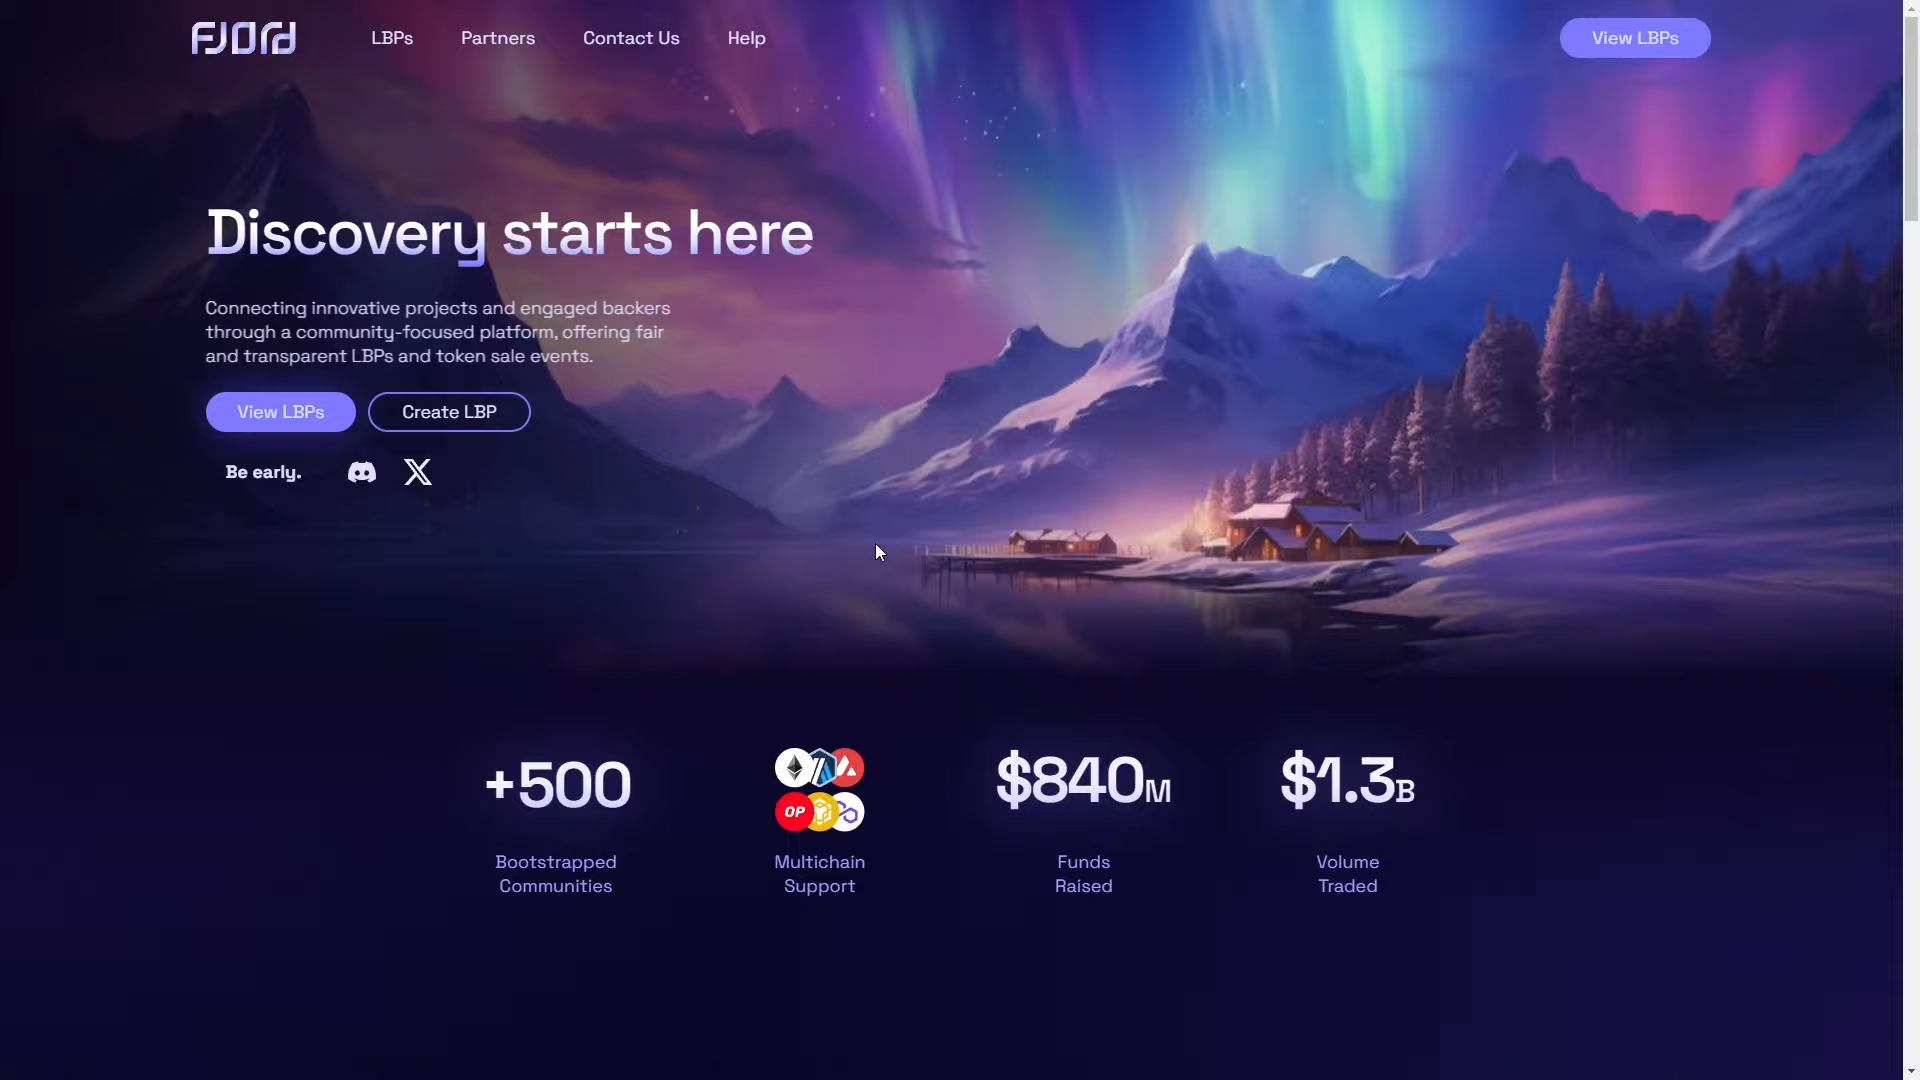 Fjord
LBPs
Partners
Contact Us
Help
View LBPs
Discovery starts here
Connecting innovative projects and engaged backers
through a community-focused platform, offering fair
and transparent LBPs and token sale events.
View LBPs
Create LBP
Be early.
+500
OP
$840M
$1.3B
Bootstrapped
Communities
Multichain
Support
Funds
Raised
Volume
Traded